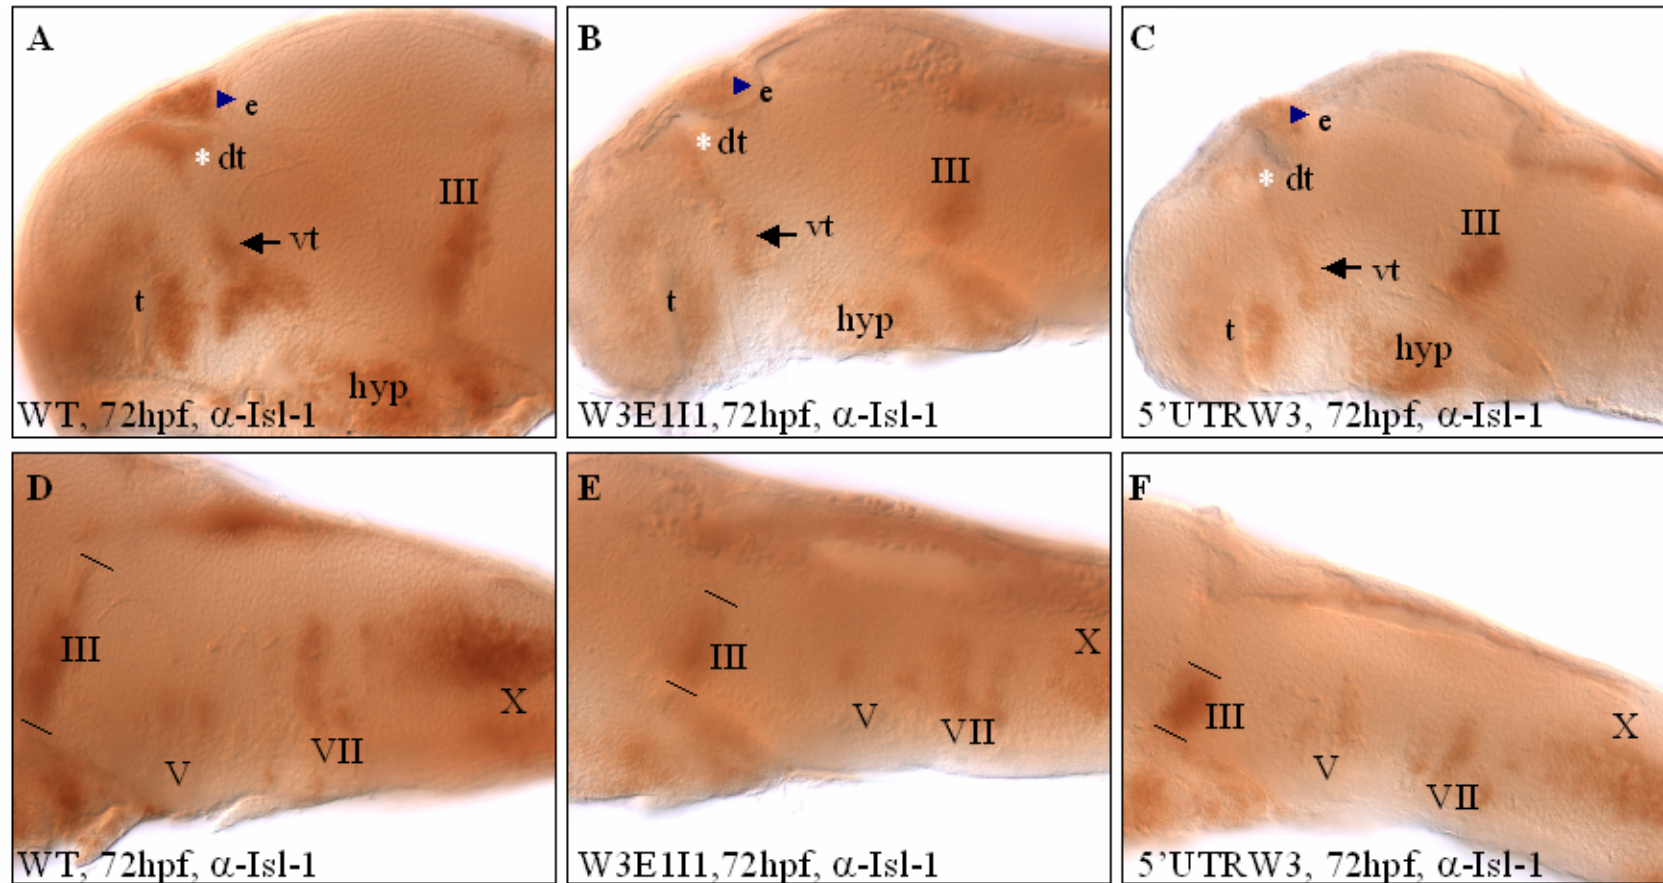 A
e
* dt
III
vt
t
hyp
WT, 72hpf, α-Isl-1
B
e
* dt
III
vt
t
hyp
W3E1I1,72hpf, α-Isl-1
C
e
* dt
III
vt
t
hyp
5’UTRW3, 72hpf, α-Isl-1
D
III
X
VII
V
WT, 72hpf, α-Isl-1
E
X
III
V
VII
W3E1I1,72hpf, α-Isl-1
F
III
X
V
VII
5’UTRW3, 72hpf, α-Isl-1